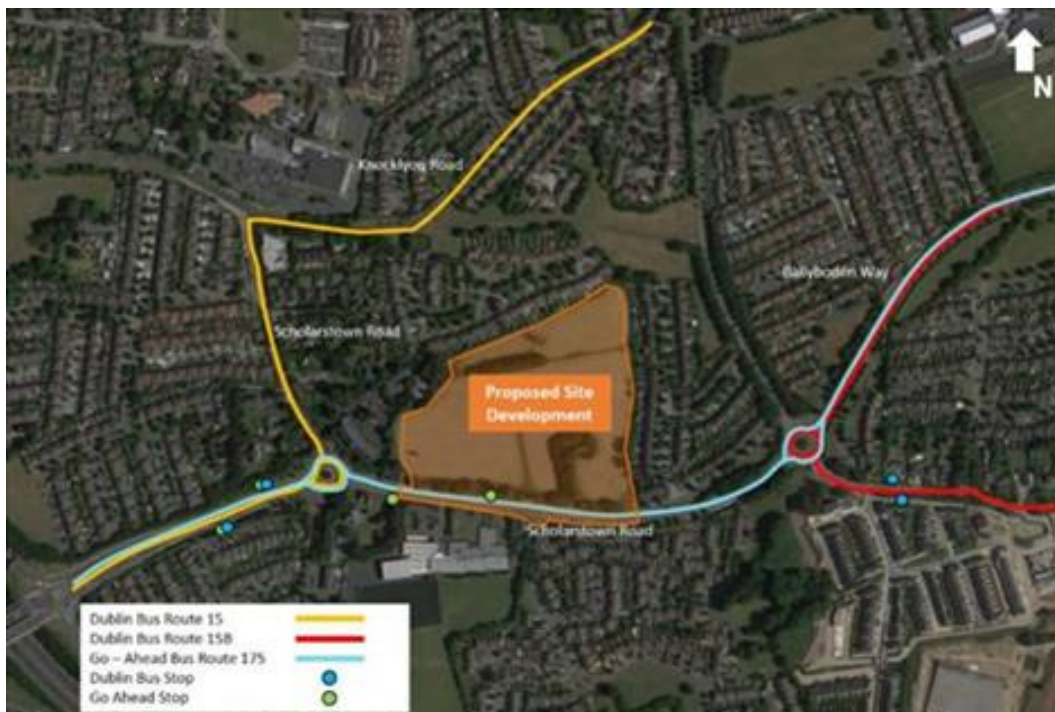 N
Knocklyon Road
Ballyboden Way
Scholarstown Road
Proposed Site
Development
Scholarstown Road
Dublin Bus Route 15
Dublin Bus Route 15B
Go – Ahead Bus Route 175
Dublin Bus Stop
Go Ahead Stop